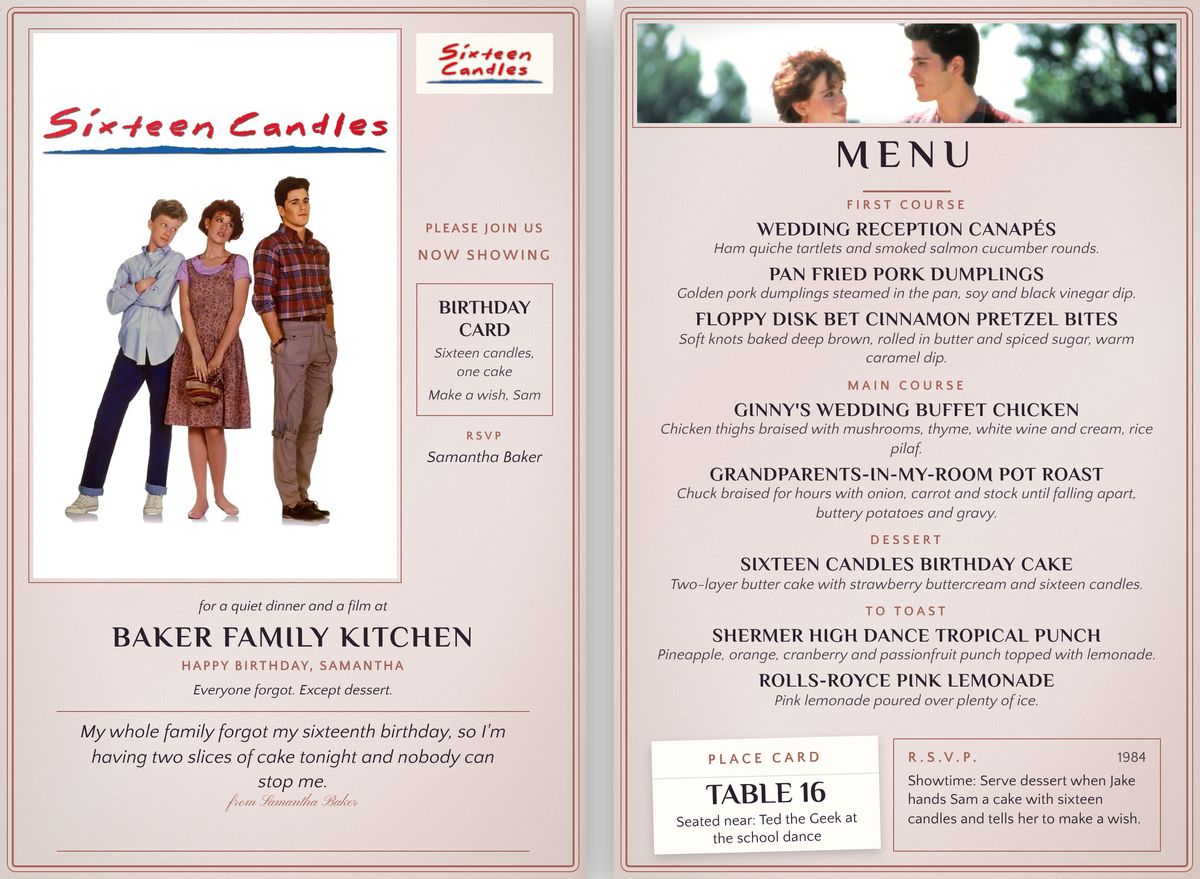 Sixteen Candles
Sixteen
Candles
PLEASE JOIN US
NOW SHOWING
BIRTHDAY
CARD
Sixteen candles,
one cake
Make a wish, Sam
RSVP
Samantha Baker
for a quiet dinner and a film at
BAKER FAMILY KITCHEN
HAPPY BIRTHDAY, SAMANTHA
Everyone forgot. Except dessert.
My whole family forgot my sixteenth birthday, so I'm
having two slices of cake tonight and nobody can
stop me.
from Samantha Baker
MENU
FIRST COURSE
WEDDING RECEPTION CANAPÉS
Ham quiche tartlets and smoked salmon cucumber rounds.
PAN FRIED PORK DUMPLINGS
Golden pork dumplings steamed in the pan, soy and black vinegar dip.
FLOPPY DISK BET CINNAMON PRETZEL BITES
Soft knots baked deep brown, rolled in butter and spiced sugar, warm
caramel dip.
MAIN COURSE
GINNY'S WEDDING BUFFET CHICKEN
Chicken thighs braised with mushrooms, thyme, white wine and cream, rice
pilaf.
GRANDPARENTS-IN-MY-ROOM POT ROAST
Chuck braised for hours with onion, carrot and stock until falling apart,
buttery potatoes and gravy.
DESSERT
SIXTEEN CANDLES BIRTHDAY CAKE
Two-layer butter cake with strawberry buttercream and sixteen candles.
TO TOAST
SHERMER HIGH DANCE TROPICAL PUNCH
Pineapple, orange, cranberry and passionfruit punch topped with lemonade.
ROLLS-ROYCE PINK LEMONADE
Pink lemonade poured over plenty of ice.
PLACE CARD
TABLE 16
Seated near: Ted the Geek at
the school dance
R.S.V.P. 1984
Showtime: Serve dessert when Jake
hands Sam a cake with sixteen
candles and tells her to make a wish.